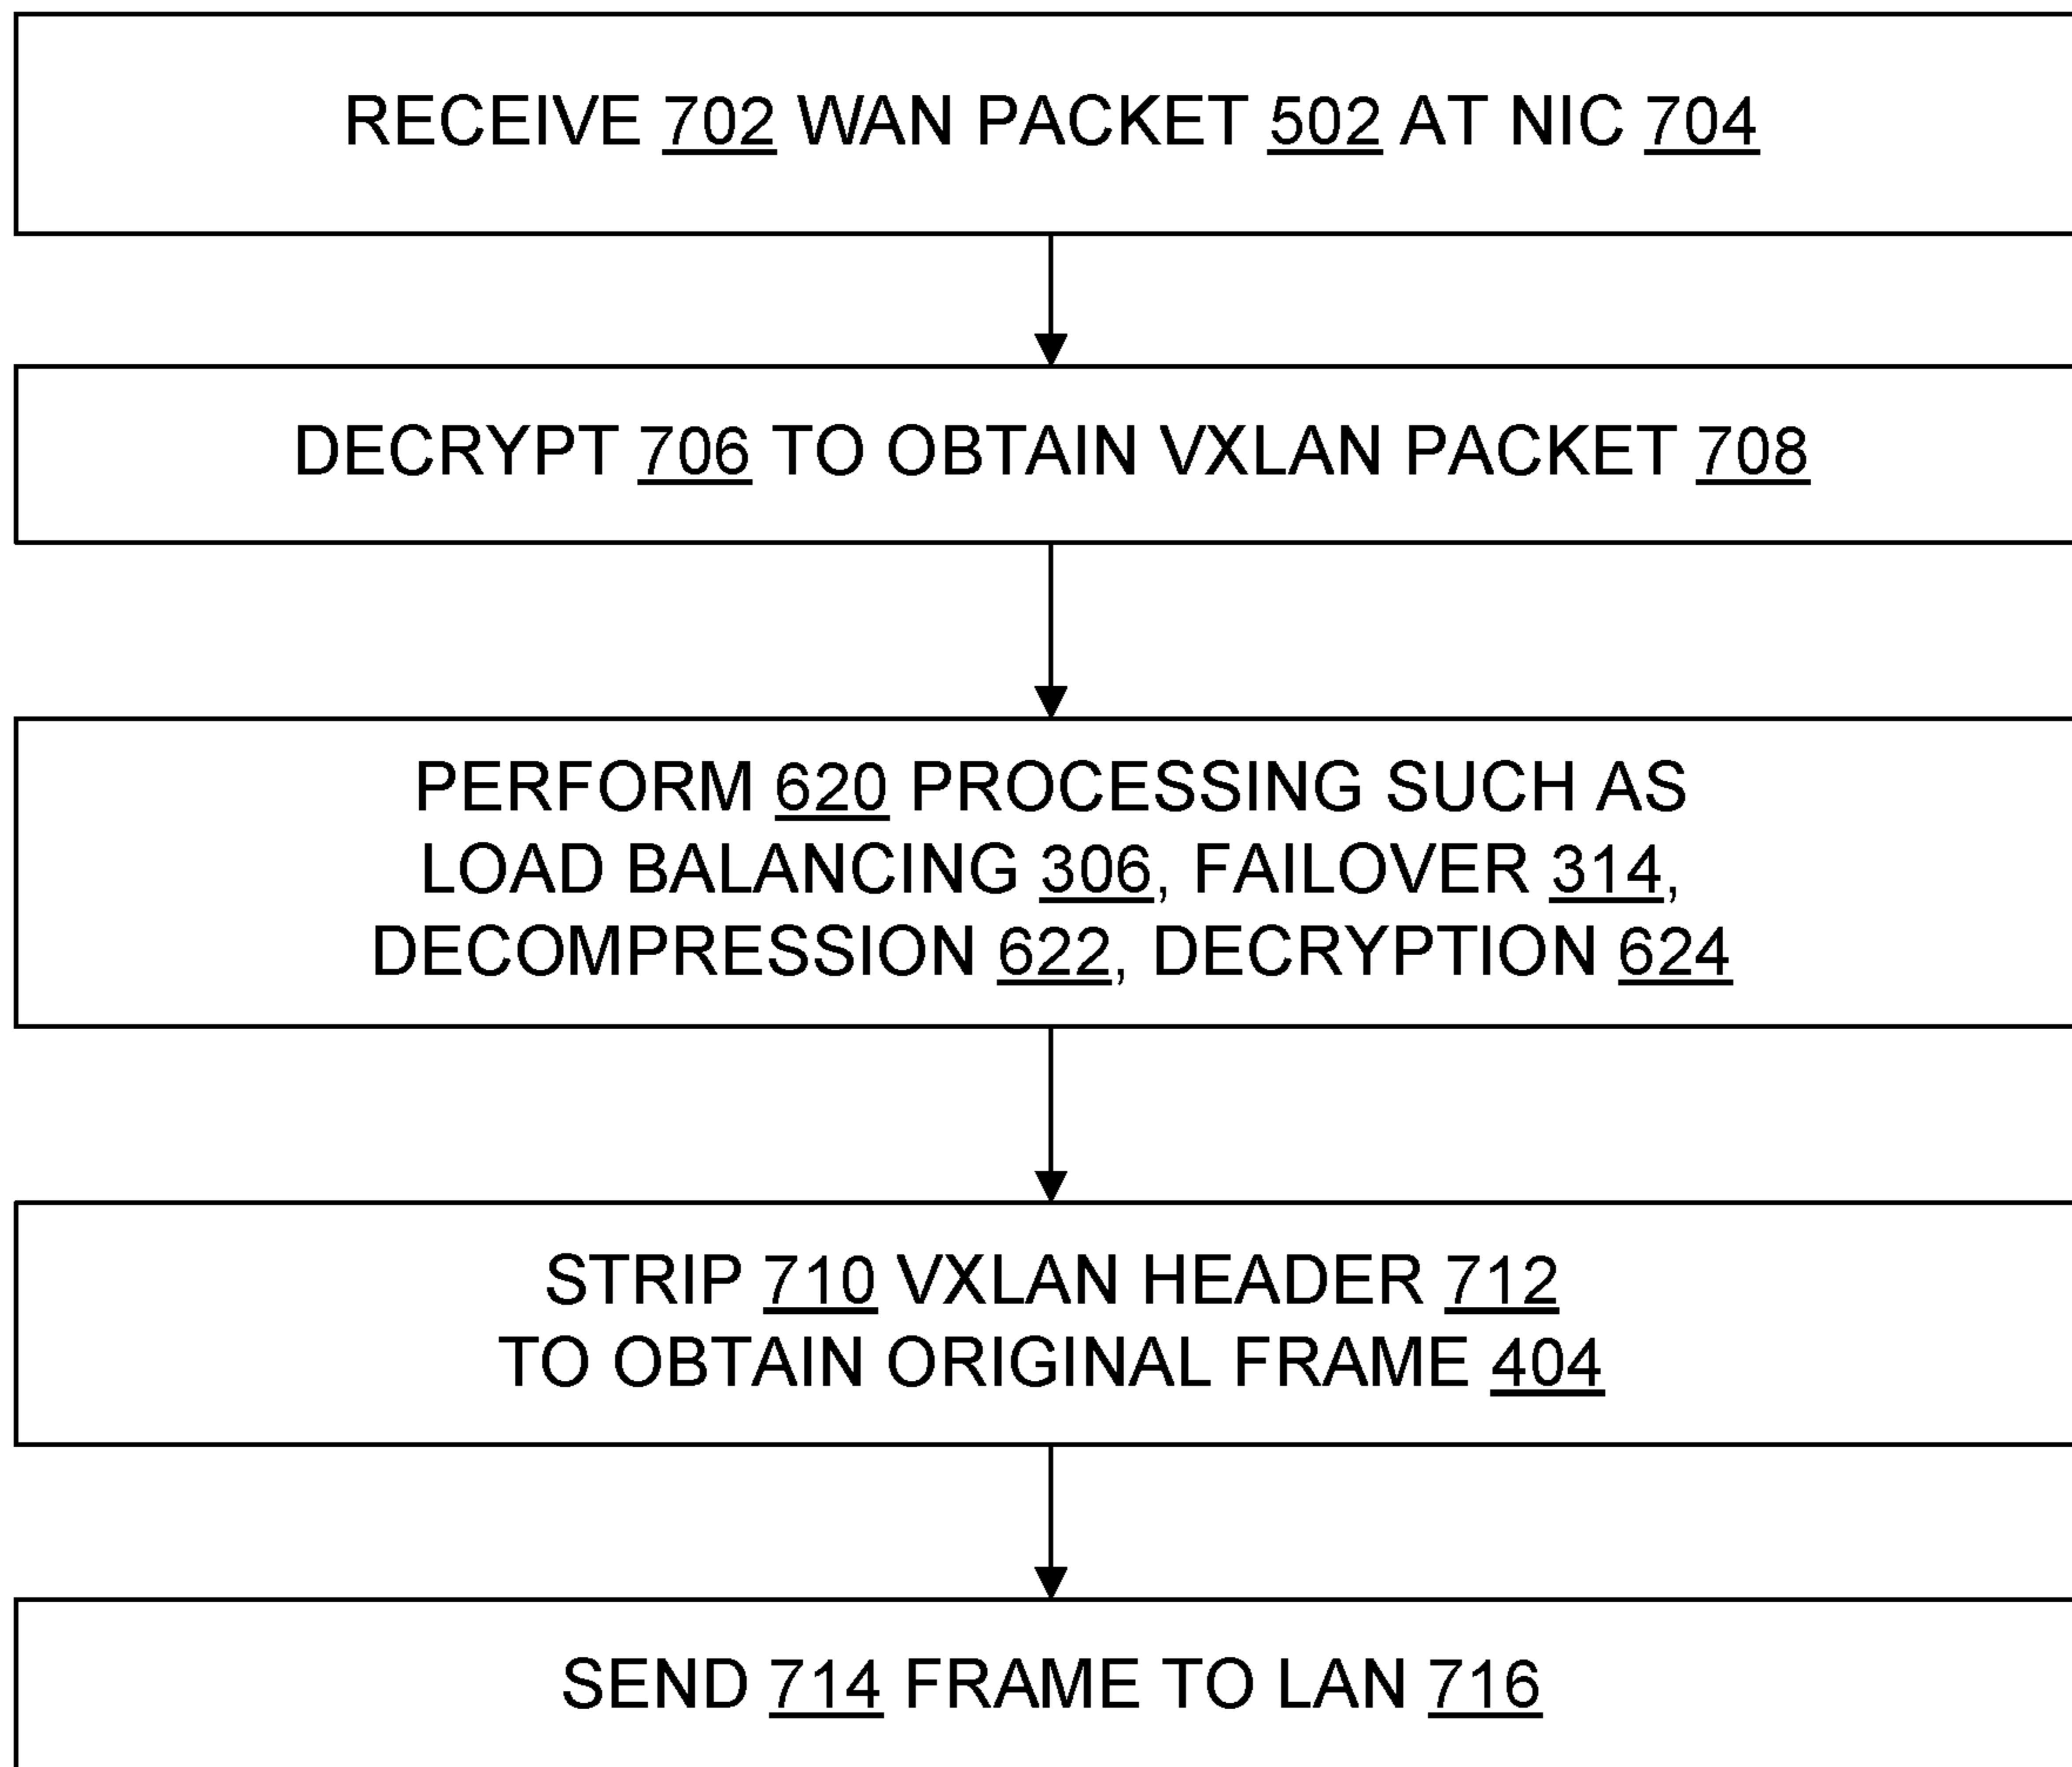 RECEIVE 702 WAN PACKET 502 AT NIC 704
DECRYPT 706 TO OBTAIN VXLAN PACKET 708
PERFORM 620 PROCESSING SUCH AS
LOAD BALANCING 306, FAILOVER 314,
DECOMPRESSION 622, DECRYPTION 624
STRIP 710 VXLAN HEADER 712
TO OBTAIN ORIGINAL FRAME 404
SEND 714 FRAME TO LAN 716